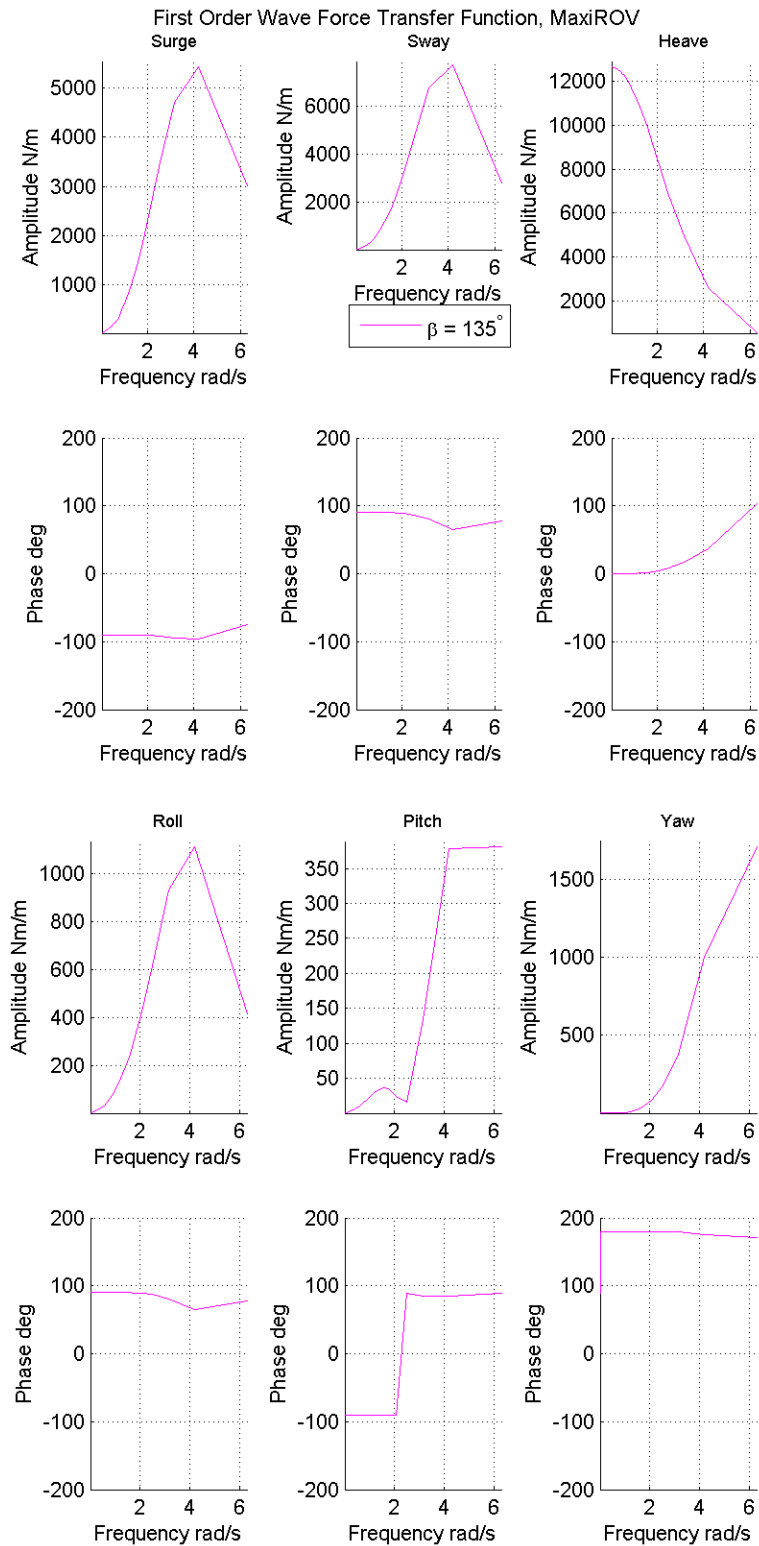 First Order Wave Force Transfer Function, MaxiROV
Surge
Sway
Heave
Amplitude N/m
5000
4000
3000
2000
1000
2 4 6
Frequency rad/s
Amplitude N/m
6000
4000
2000
2 4 6
Frequency rad/s
β = 135°
Amplitude N/m
12000
10000
8000
6000
4000
2000
2 4 6
Frequency rad/s
Phase deg
200
100
0
-100
-200
2 4 6
Frequency rad/s
Phase deg
200
100
0
-100
-200
2 4 6
Frequency rad/s
Phase deg
200
100
0
-100
-200
2 4 6
Frequency rad/s
Roll
Pitch
Yaw
Amplitude Nm/m
1000
800
600
400
200
2 4 6
Frequency rad/s
Amplitude Nm/m
350
300
250
200
150
100
50
2 4 6
Frequency rad/s
Amplitude Nm/m
1500
1000
500
2 4 6
Frequency rad/s
Phase deg
200
100
0
-100
-200
2 4 6
Frequency rad/s
Phase deg
200
100
0
-100
-200
2 4 6
Frequency rad/s
Phase deg
200
100
0
-100
-200
2 4 6
Frequency rad/s